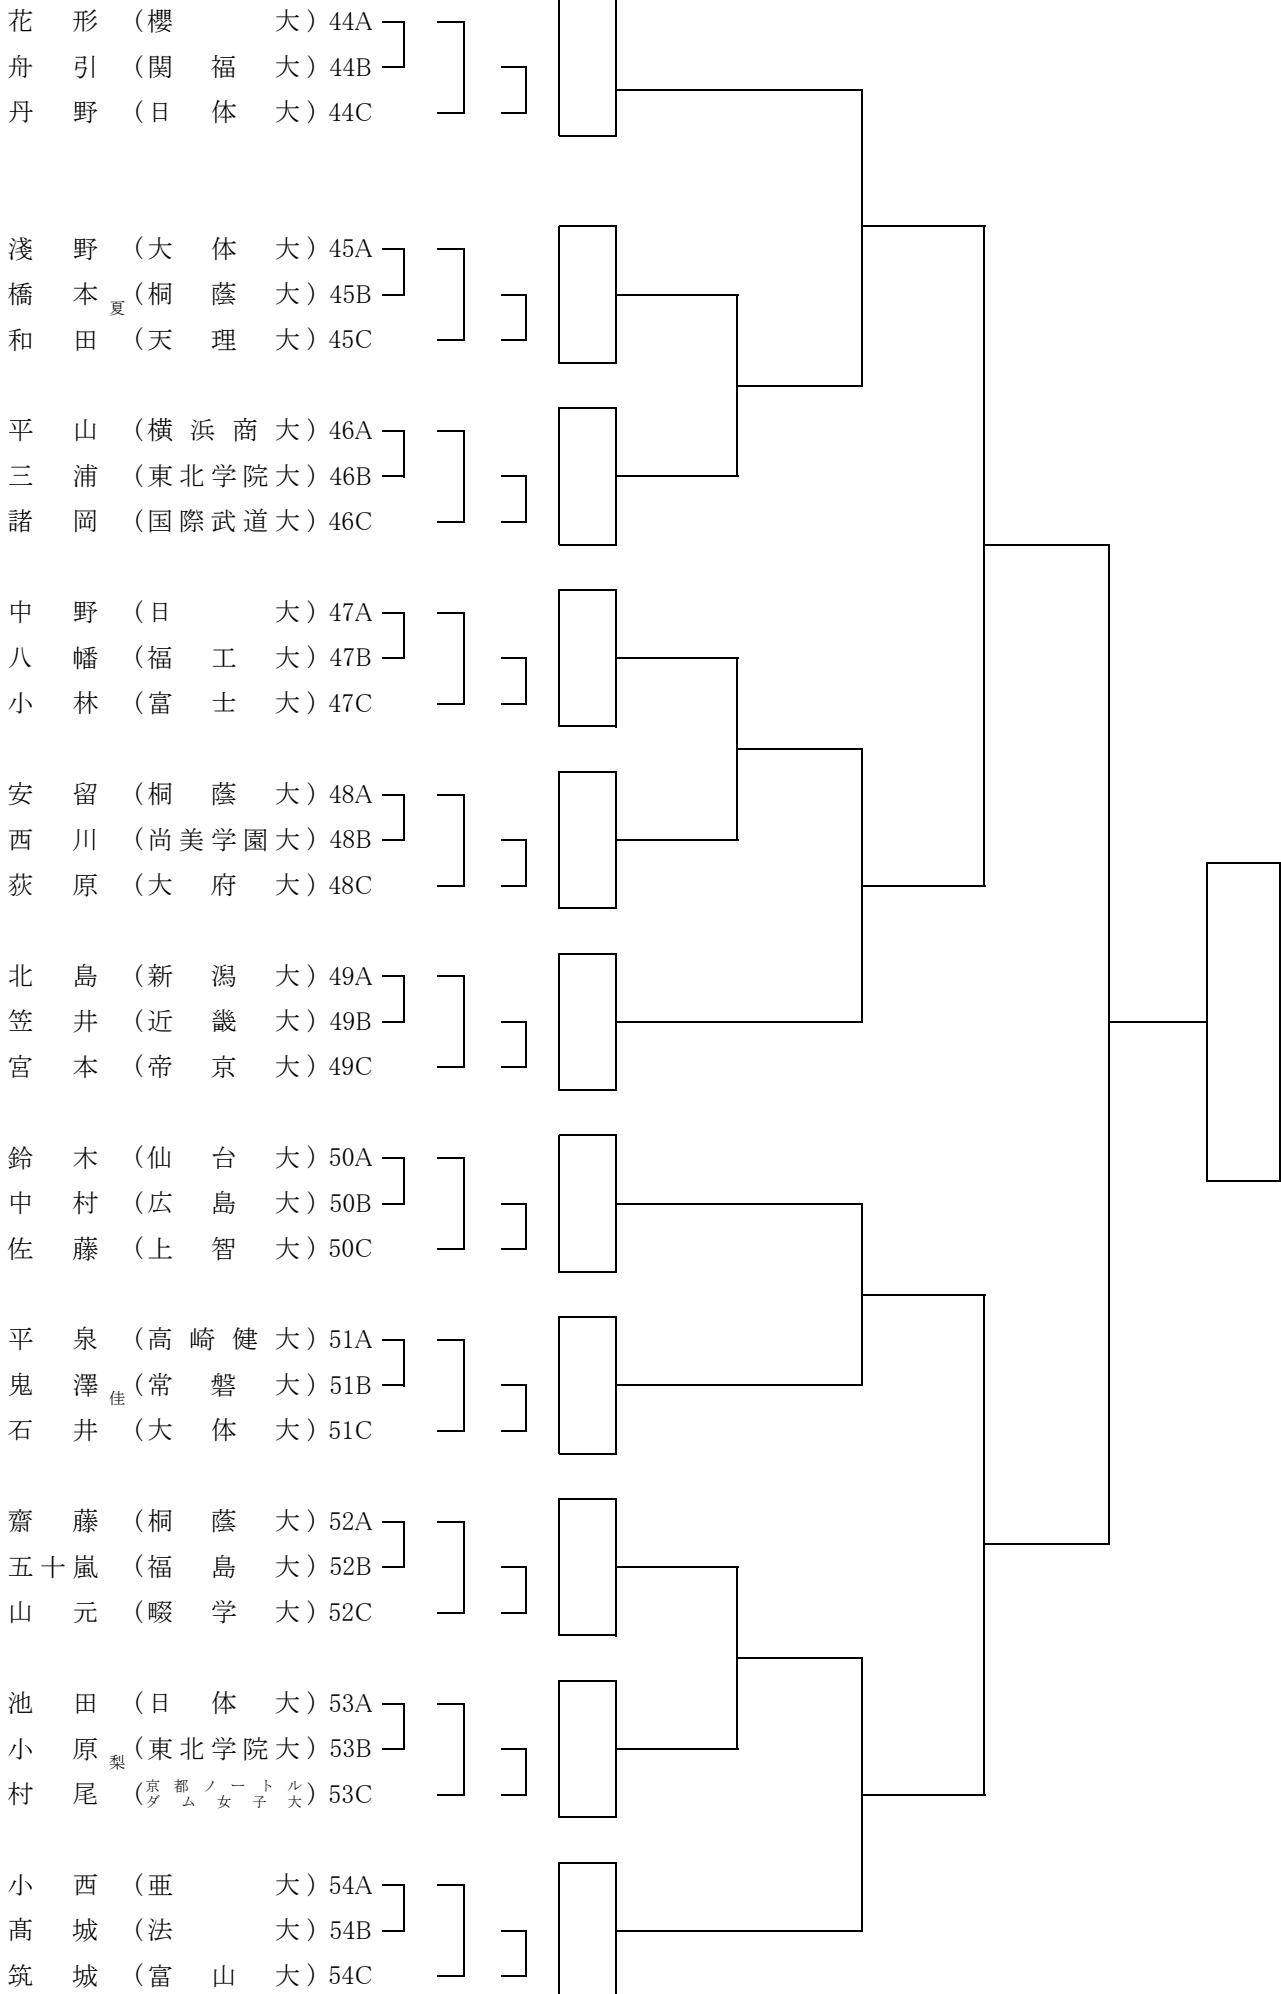 花形（櫻大）44A
舟引（関福大）44B
丹野（日体大）44C
淺野（大体大）45A
橋本夏（桐蔭大）45B
和田（天理大）45C
平山（横浜商大）46A
三浦（東北学院大）46B
諸岡（国際武道大）46C
中野（日大）47A
八幡（福工大）47B
小林（富士大）47C
安留（桐蔭大）48A
西川（尚美学園大）48B
荻原（大府大）48C
北島（新潟大）49A
笠井（近畿大）49B
宮本（帝京大）49C
鈴木（仙台大）50A
中村（広島大）50B
佐藤（上智大）50C
平泉（高崎健大）51A
鬼澤佳（常磐大）51B
石井（大体大）51C
齋藤（桐蔭大）52A
五十嵐（福島大）52B
山元（畷学大）52C
池田（日体大）53A
小原梨（東北学院大）53B
村尾（京都ノートルダム女子大）53C
小西（亜大）54A
髙城（法大）54B
筑城（富山大）54C